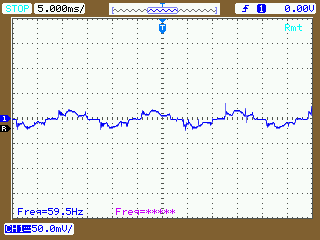 STOP 5.000ms/ 1 0.00V
T
Rmt
1
R
Freq=59.5Hz Freq=*****
CH1=50.0mV/